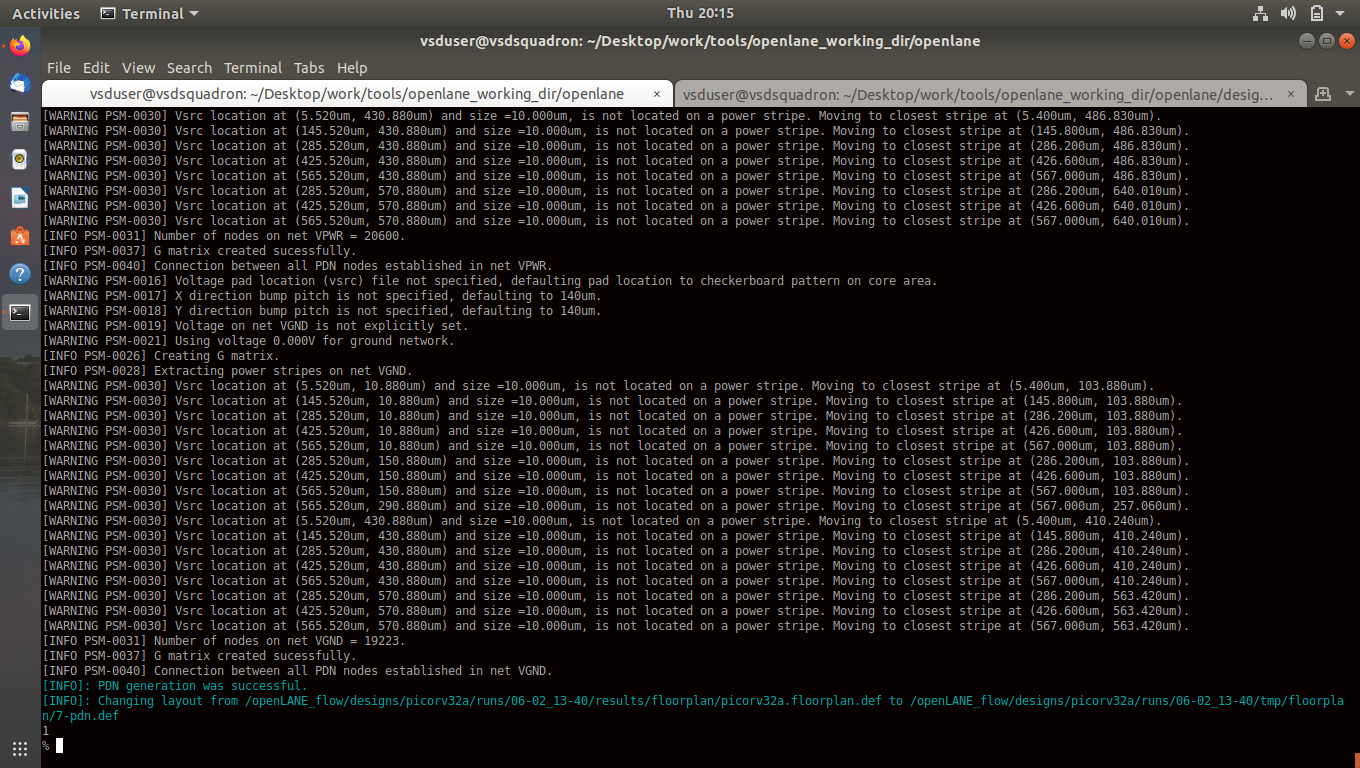 Activities
Terminal
Thu 20:15
vsduser@vsdsquadron: ~/Desktop/work/tools/openlane_working_dir/openlane
File Edit View Search Terminal Tabs Help
vsduser@vsdsquadron: ~/Desktop/work/tools/openlane_working_dir/openlane ×
vsduser@vsdsquadron: ~/Desktop/work/tools/openlane_working_dir/openlane/desig... ×
[WARNING PSM-0030] Vsrc location at (5.520um, 430.880um) and size =10.000um, is not located on a power stripe. Moving to closest stripe at (5.400um, 486.830um).
[WARNING PSM-0030] Vsrc location at (145.520um, 430.880um) and size =10.000um, is not located on a power stripe. Moving to closest stripe at (145.800um, 486.830um).
[WARNING PSM-0030] Vsrc location at (285.520um, 430.880um) and size =10.000um, is not located on a power stripe. Moving to closest stripe at (286.200um, 486.830um).
[WARNING PSM-0030] Vsrc location at (425.520um, 430.880um) and size =10.000um, is not located on a power stripe. Moving to closest stripe at (426.600um, 486.830um).
[WARNING PSM-0030] Vsrc location at (565.520um, 430.880um) and size =10.000um, is not located on a power stripe. Moving to closest stripe at (567.000um, 486.830um).
[WARNING PSM-0030] Vsrc location at (285.520um, 570.880um) and size =10.000um, is not located on a power stripe. Moving to closest stripe at (286.200um, 640.010um).
[WARNING PSM-0030] Vsrc location at (425.520um, 570.880um) and size =10.000um, is not located on a power stripe. Moving to closest stripe at (426.600um, 640.010um).
[WARNING PSM-0030] Vsrc location at (565.520um, 570.880um) and size =10.000um, is not located on a power stripe. Moving to closest stripe at (567.000um, 640.010um).
[INFO PSM-0031] Number of nodes on net VPWR = 20600.
[INFO PSM-0037] G matrix created sucessfully.
[INFO PSM-0040] Connection between all PDN nodes established in net VPWR.
[WARNING PSM-0016] Voltage pad location (vsrc) file not specified, defaulting pad location to checkerboard pattern on core area.
[WARNING PSM-0017] X direction bump pitch is not specified, defaulting to 140um.
[WARNING PSM-0018] Y direction bump pitch is not specified, defaulting to 140um.
[WARNING PSM-0019] Voltage on net VGND is not explicitly set.
[WARNING PSM-0021] Using voltage 0.000V for ground network.
[INFO PSM-0026] Creating G matrix.
[INFO PSM-0028] Extracting power stripes on net VGND.
[WARNING PSM-0030] Vsrc location at (5.520um, 10.880um) and size =10.000um, is not located on a power stripe. Moving to closest stripe at (5.400um, 103.880um).
[WARNING PSM-0030] Vsrc location at (145.520um, 10.880um) and size =10.000um, is not located on a power stripe. Moving to closest stripe at (145.800um, 103.880um).
[WARNING PSM-0030] Vsrc location at (285.520um, 10.880um) and size =10.000um, is not located on a power stripe. Moving to closest stripe at (286.200um, 103.880um).
[WARNING PSM-0030] Vsrc location at (425.520um, 10.880um) and size =10.000um, is not located on a power stripe. Moving to closest stripe at (426.600um, 103.880um).
[WARNING PSM-0030] Vsrc location at (565.520um, 10.880um) and size =10.000um, is not located on a power stripe. Moving to closest stripe at (567.000um, 103.880um).
[WARNING PSM-0030] Vsrc location at (285.520um, 150.880um) and size =10.000um, is not located on a power stripe. Moving to closest stripe at (286.200um, 103.880um).
[WARNING PSM-0030] Vsrc location at (425.520um, 150.880um) and size =10.000um, is not located on a power stripe. Moving to closest stripe at (426.600um, 103.880um).
[WARNING PSM-0030] Vsrc location at (565.520um, 150.880um) and size =10.000um, is not located on a power stripe. Moving to closest stripe at (567.000um, 103.880um).
[WARNING PSM-0030] Vsrc location at (565.520um, 290.880um) and size =10.000um, is not located on a power stripe. Moving to closest stripe at (567.000um, 257.060um).
[WARNING PSM-0030] Vsrc location at (5.520um, 430.880um) and size =10.000um, is not located on a power stripe. Moving to closest stripe at (5.400um, 410.240um).
[WARNING PSM-0030] Vsrc location at (145.520um, 430.880um) and size =10.000um, is not located on a power stripe. Moving to closest stripe at (145.800um, 410.240um).
[WARNING PSM-0030] Vsrc location at (285.520um, 430.880um) and size =10.000um, is not located on a power stripe. Moving to closest stripe at (286.200um, 410.240um).
[WARNING PSM-0030] Vsrc location at (425.520um, 430.880um) and size =10.000um, is not located on a power stripe. Moving to closest stripe at (426.600um, 410.240um).
[WARNING PSM-0030] Vsrc location at (565.520um, 430.880um) and size =10.000um, is not located on a power stripe. Moving to closest stripe at (567.000um, 410.240um).
[WARNING PSM-0030] Vsrc location at (285.520um, 570.880um) and size =10.000um, is not located on a power stripe. Moving to closest stripe at (286.200um, 563.420um).
[WARNING PSM-0030] Vsrc location at (425.520um, 570.880um) and size =10.000um, is not located on a power stripe. Moving to closest stripe at (426.600um, 563.420um).
[WARNING PSM-0030] Vsrc location at (565.520um, 570.880um) and size =10.000um, is not located on a power stripe. Moving to closest stripe at (567.000um, 563.420um).
[INFO PSM-0031] Number of nodes on net VGND = 19223.
[INFO PSM-0037] G matrix created sucessfully.
[INFO PSM-0040] Connection between all PDN nodes established in net VGND.
[INFO]: PDN generation was successful.
[INFO]: Changing layout from /openLANE_flow/designs/picorv32a/runs/06-02_13-40/results/floorplan/picorv32a.floorplan.def to /openLANE_flow/designs/picorv32a/runs/06-02_13-40/tmp/floorpla
n/7-pdn.def
1
%